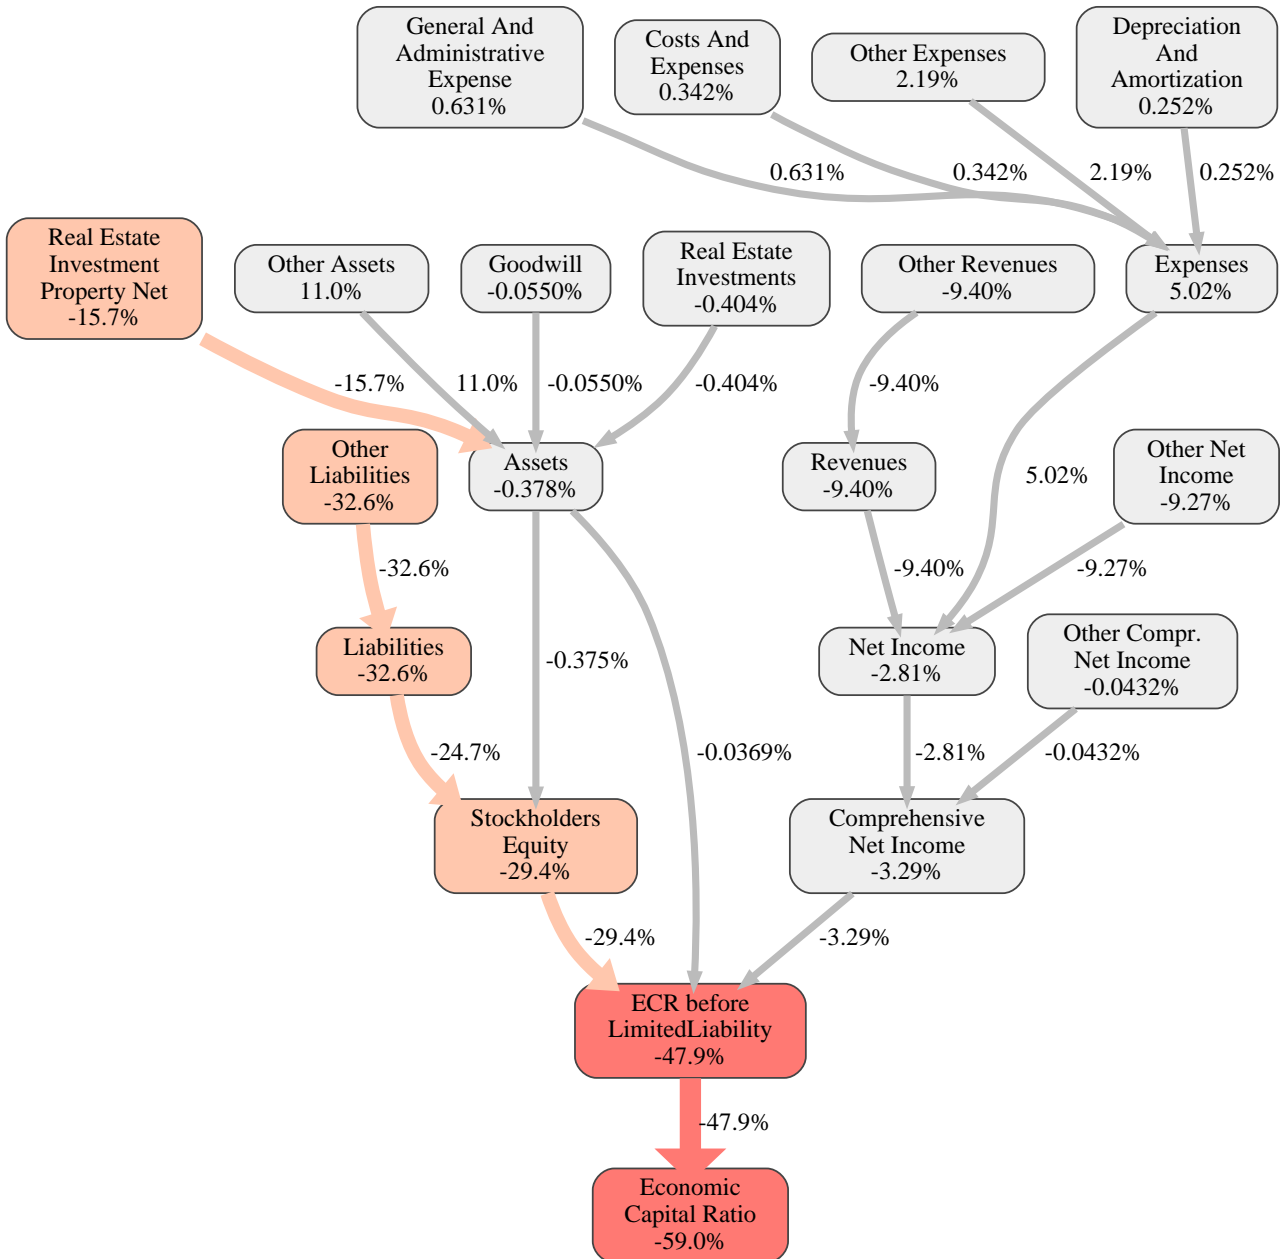 General And
Administrative
Expense
0.631%
Costs And
Expenses
0.342%
Other Expenses
2.19%
Depreciation
And
Amortization
0.252%
0.631%
0.342%
2.19%
0.252%
Real Estate
Investment
Property Net
-15.7%
Other Assets
11.0%
Goodwill
-0.0550%
Real Estate
Investments
-0.404%
Other Revenues
-9.40%
Expenses
5.02%
-15.7%
11.0%
-0.0550%
-0.404%
-9.40%
5.02%
Other
Liabilities
-32.6%
Assets
-0.378%
Revenues
-9.40%
Other Net
Income
-9.27%
-32.6%
-9.40%
-9.27%
Liabilities
-32.6%
-0.375%
Net Income
-2.81%
Other Compr.
Net Income
-0.0432%
-24.7%
-0.0369%
-2.81%
-0.0432%
Stockholders
Equity
-29.4%
Comprehensive
Net Income
-3.29%
-29.4%
-3.29%
ECR before
LimitedLiability
-47.9%
-47.9%
Economic
Capital Ratio
-59.0%